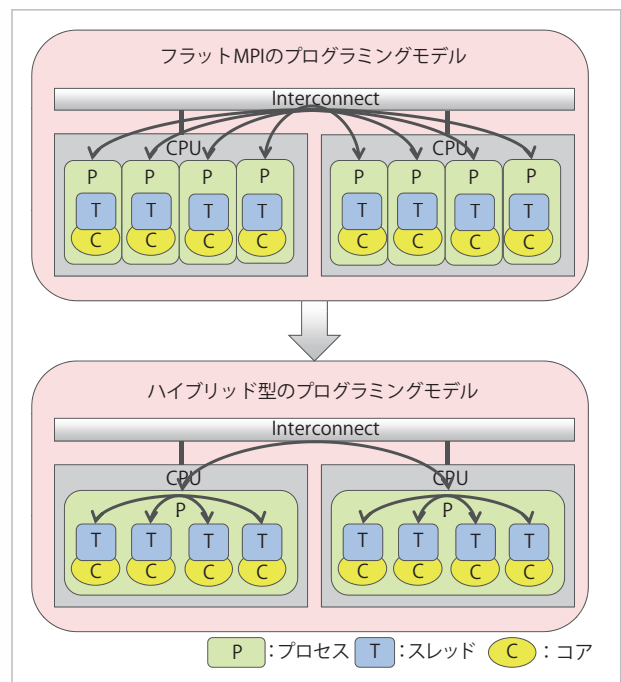 フラットMPIのプログラミングモデル
Interconnect
CPU CPU
P P P P P P P P
T T T T T T T T
C C C C C C C C
ハイブリッド型のプログラミングモデル
Interconnect
CPU CPU
P P
T T T T T T T T
C C C C C C C C
P :プロセス T :スレッド C :コア